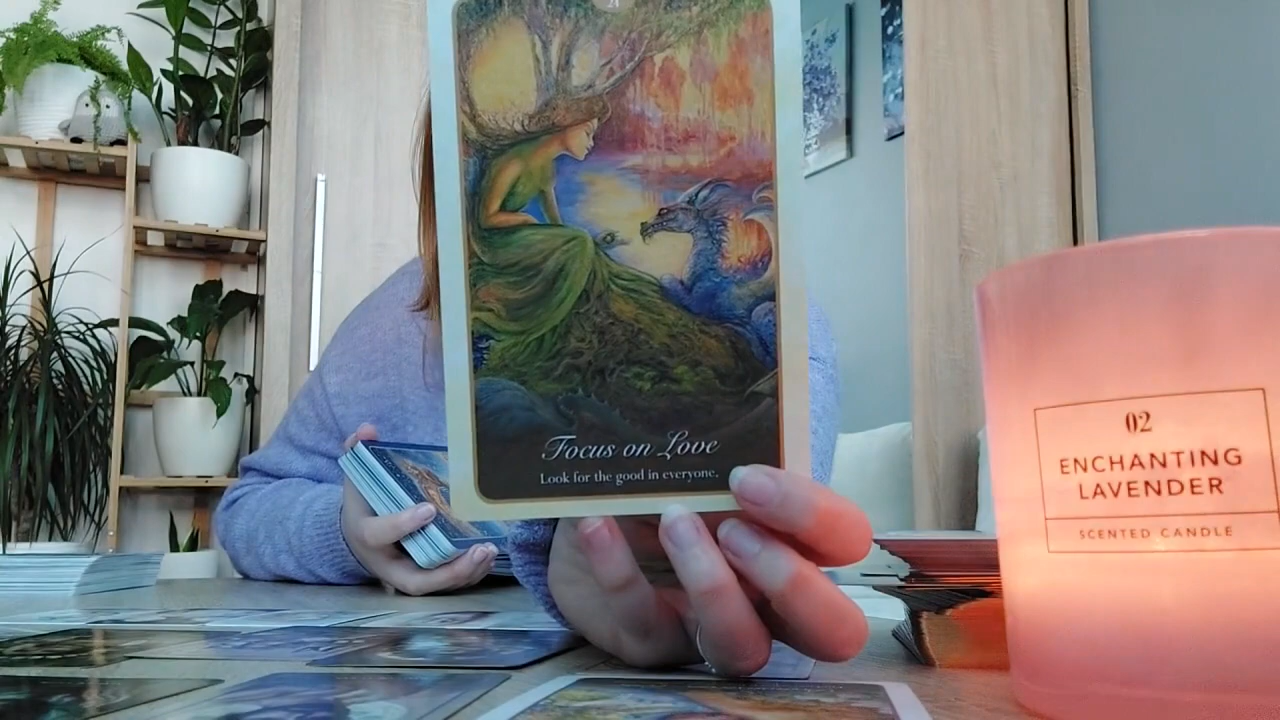 Focus on Love
Look for the good in everyone.
02
ENCHANTING
LAVENDER
SCENTED CANDLE